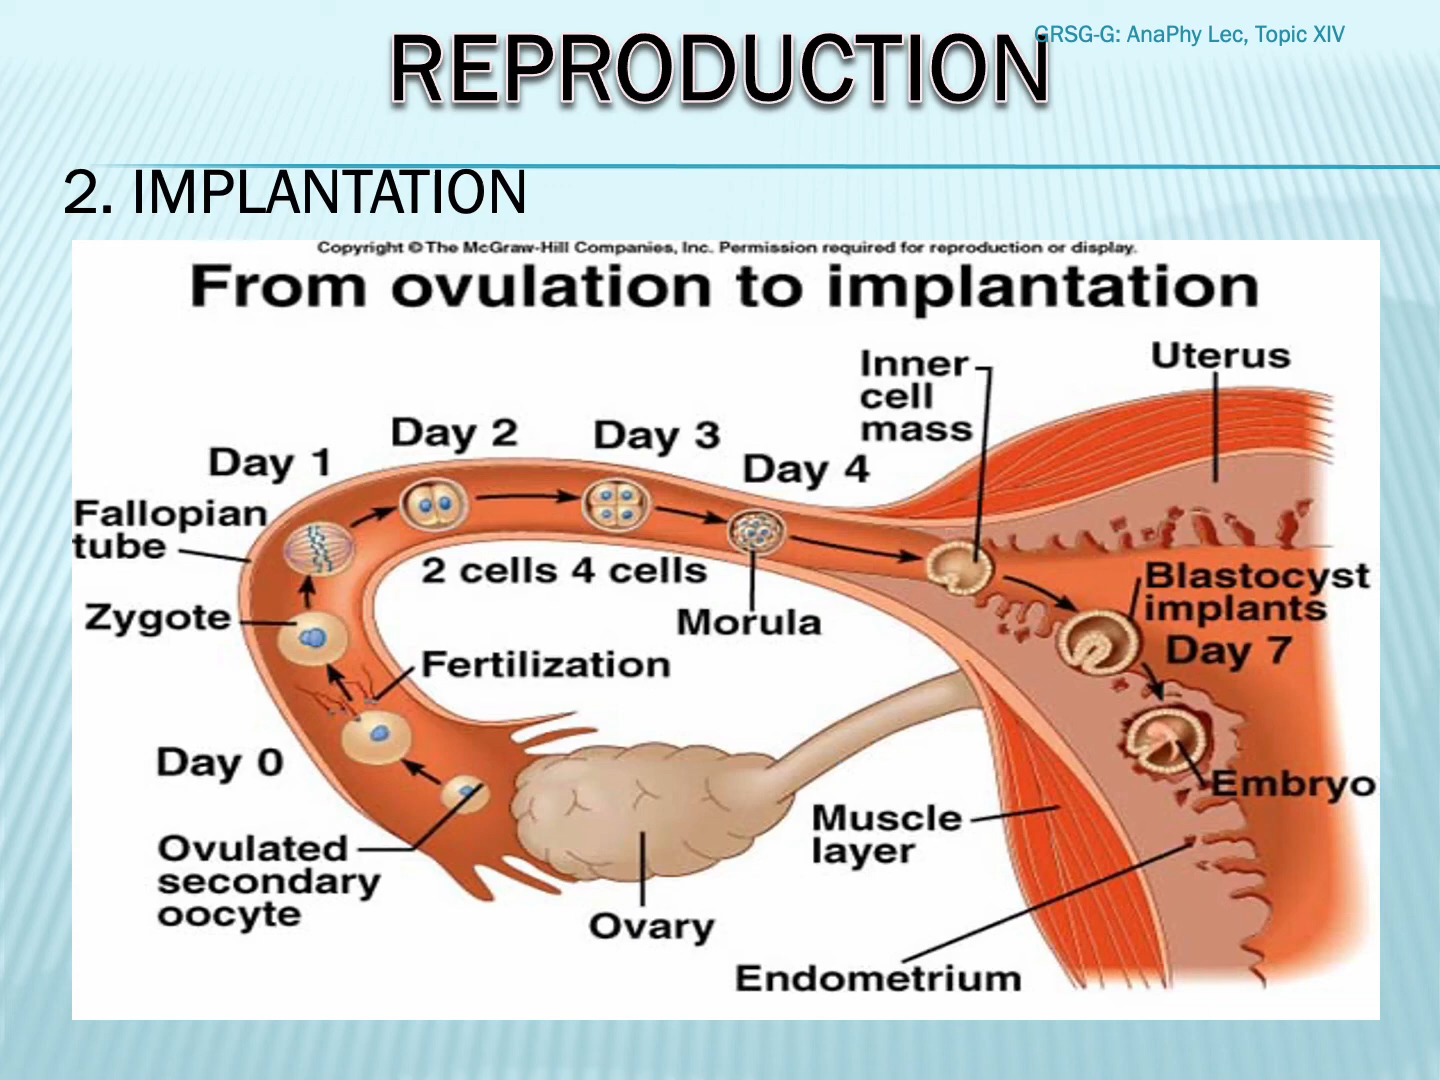 GRSG-G: AnaPhy Lec, Topic XIV
REPRODUCTION
2. IMPLANTATION
Copyright © The McGraw-Hill Companies, Inc. Permission required for reproduction or display.
From ovulation to implantation
Inner
cell
mass
Uterus
Day 1
Day 2
Day 3
Day 4
Fallopian
tube
2 cells 4 cells
Blastocyst
implants
Day 7
Zygote
Morula
Fertilization
Day 0
Embryo
Muscle
layer
Ovulated
secondary
oocyte
Ovary
Endometrium